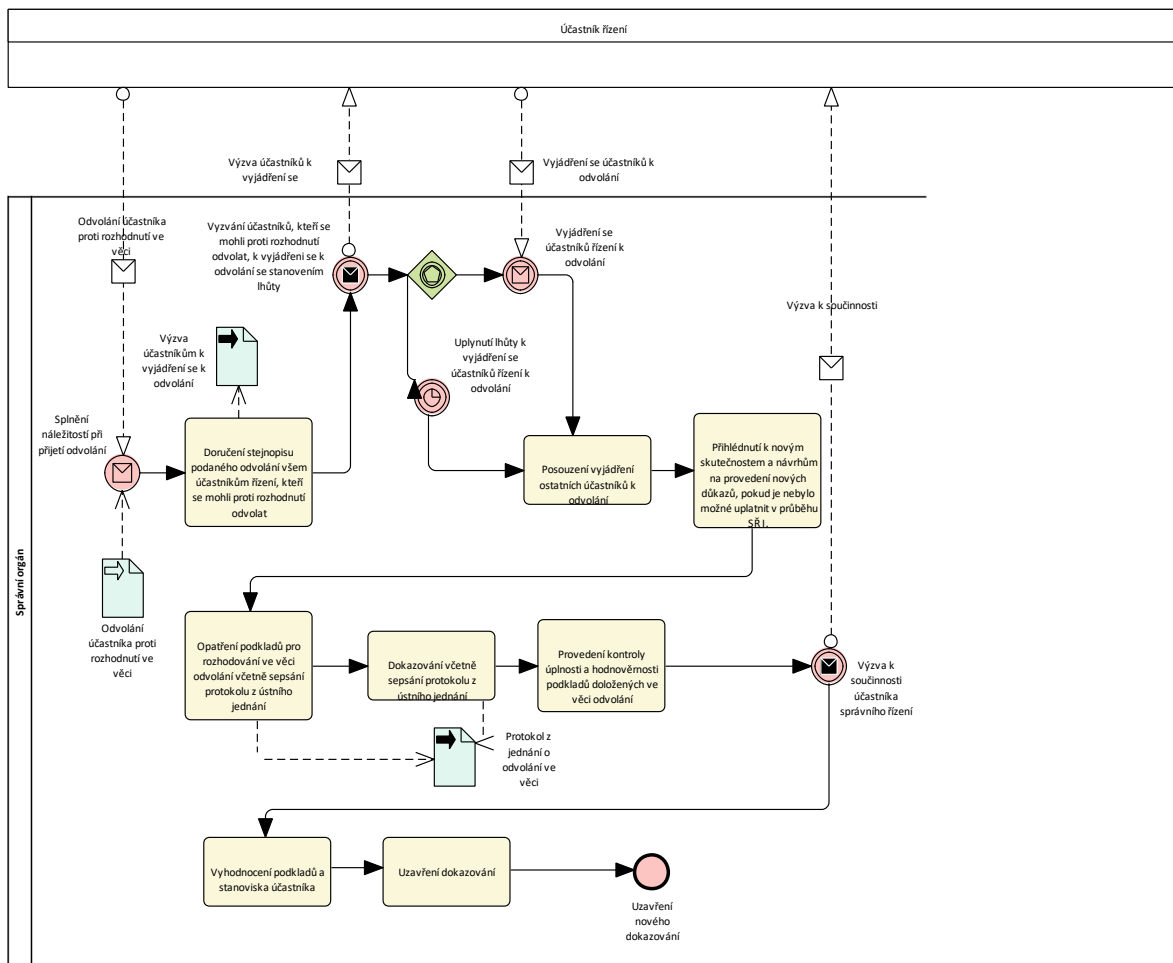 Účastník řízení
Výzva účastníků k
vyjádření se
Vyjádření se účastníků k
odvolání
Odvolání účastníka
proti rozhodnutí ve
věci
Vyzvání účastníků, kteří se
mohli proti rozhodnutí
odvolat, k vyjádření se k
odvolání se stanovením
lhůty
Vyjádření se
účastníků řízení k
odvolání
Výzva k součinnosti
Výzva
účastníkům k
vyjádření se k
odvolání
Uplynutí lhůty k
vyjádření se
účastníků řízení k
odvolání
Splnění
náležitostí při
přijetí odvolání
Doručení stejnopisu
podaného odvolání všem
účastníkům řízení, kteří
se mohli proti rozhodnutí
odvolat
Posouzení vyjádření
ostatních účastníků k
odvolání
Přihlédnutí k novým
skutečnostem a návrhům
na provedení nových
důkazů, pokud je nebylo
možné uplatnit v průběhu
SŘ I.
Správní orgán
Odvolání
účastníka proti
rozhodnutí ve
věci
Opatření podkladů pro
rozhodování ve věci
odvolání včetně sepsání
protokolu z ústního
jednání
Dokazování včetně
sepsání protokolu z
ústního jednání
Provedení kontroly
úplnosti a hodnověrnosti
podkladů doložených ve
věci odvolání
Výzva k
součinnosti
účastníka
správního řízení
Protokol z
jednání o
odvolání ve
věci
Vyhodnocení podkladů a
stanoviska účastníka
Uzavření dokazování
Uzavření
nového
dokazování